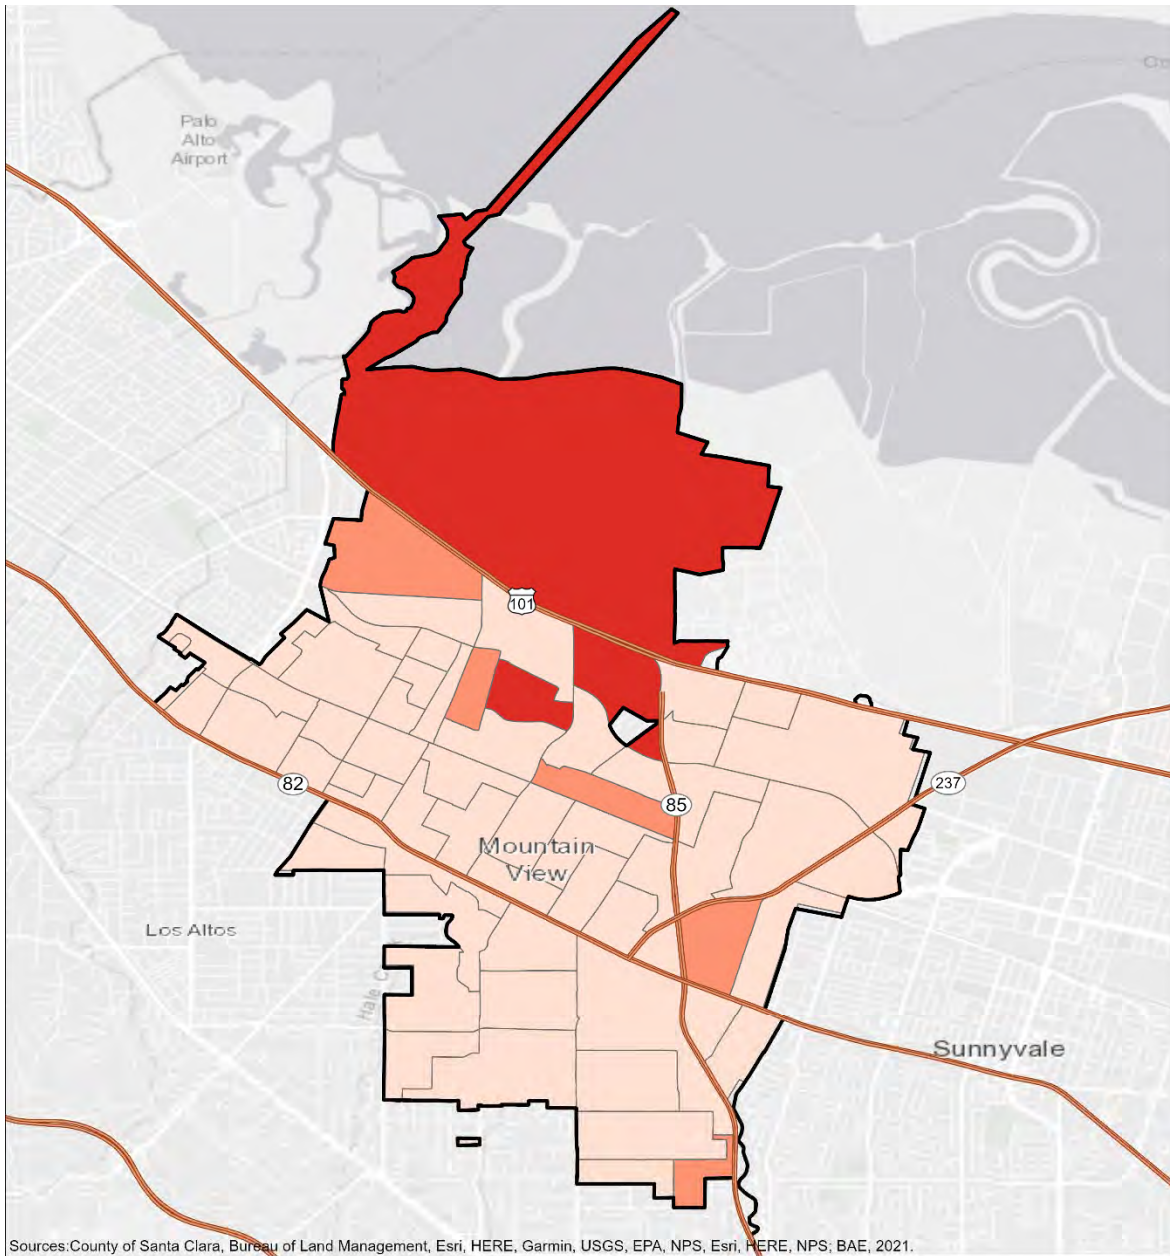 Palo
Alto
Airport
101
82
237
85
Mountain
View
Los Altos
Hale C
Sunnyvale
Sources:County of Santa Clara, Bureau of Land Management, Esri, HERE, Garmin, USGS, EPA, NPS, Esri, HERE, NPS; BAE, 2021.